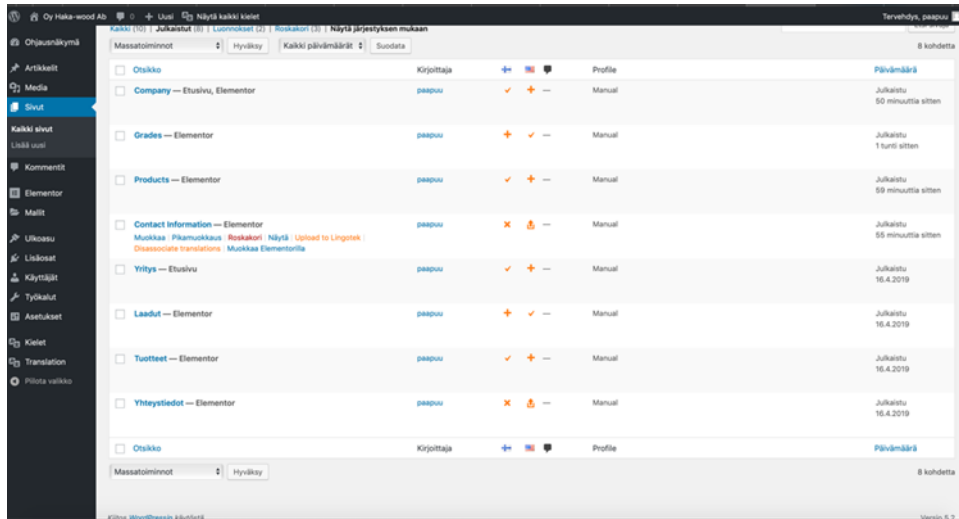 Oy Haka-wood Ab 0 Uusi Näytä kaikki kielet Tervehdys, paapuu
Kaikki (10) | Julkaistut (8) | Luonnokset (2) | Roskakori (3) | Näytä järjestyksen mukaan
Massatoiminnot Hyväksy Kaikki päivämäärät Suodata 8 kohdetta
Ohjausnäkymä
Artikkelit
Media
Sivut
Kaikki sivut
Lisää uusi
Kommentit
Elementor
Mallit
Ulkoasu
Lisäosat
Käyttäjät
Työkalut
Asetukset
Kielet
Translation
Piilota valikko
Otsikko Kirjoittaja Profile Päivämäärä
Company — Etusivu, Elementor paapuu — Manual Julkaistu
50 minuuttia sitten
Grades — Elementor paapuu — Manual Julkaistu
1 tunti sitten
Products — Elementor paapuu — Manual Julkaistu
59 minuuttia sitten
Contact Information — Elementor paapuu — Manual Julkaistu
Muokkaa | Pikamuokkaus | Roskakori | Näytä | Upload to Lingotek | 55 minuuttia sitten
Disassociate translations | Muokkaa Elementorilla
Yritys — Etusivu paapuu — Manual Julkaistu
16.4.2019
Laadut — Elementor paapuu — Manual Julkaistu
16.4.2019
Tuotteet — Elementor paapuu — Manual Julkaistu
16.4.2019
Yhteystiedot — Elementor paapuu — Manual Julkaistu
16.4.2019
Otsikko Kirjoittaja Profile Päivämäärä
Massatoiminnot Hyväksy 8 kohdetta
Kiitos WordPressin käytöstä Versio 5.2